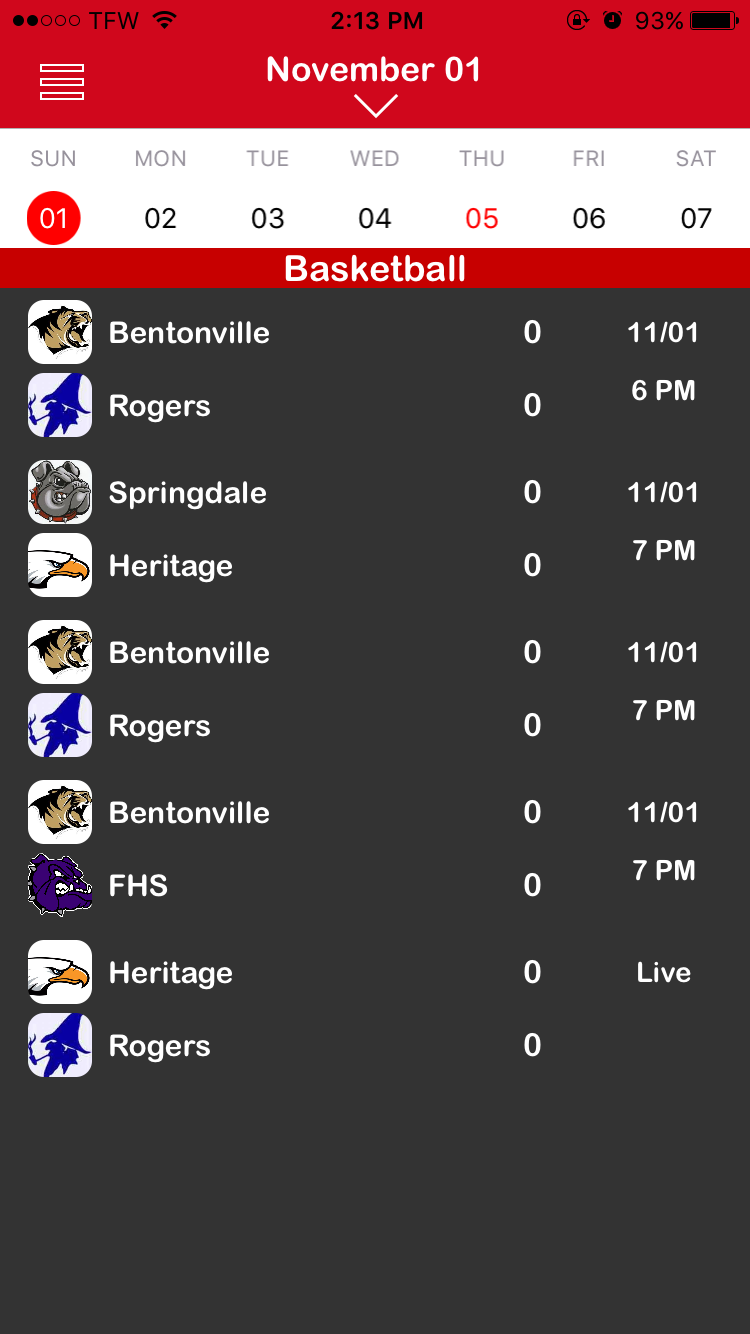 TFW 2:13 PM 93%
November 01
SUN MON TUE WED THU FRI SAT
01 02 03 04 05 06 07
Basketball
Bentonville 0 11/01
6 PM
Rogers 0
Springdale 0 11/01
7 PM
Heritage 0
Bentonville 0 11/01
7 PM
Rogers 0
Bentonville 0 11/01
7 PM
FHS 0
Heritage 0 Live
Rogers 0